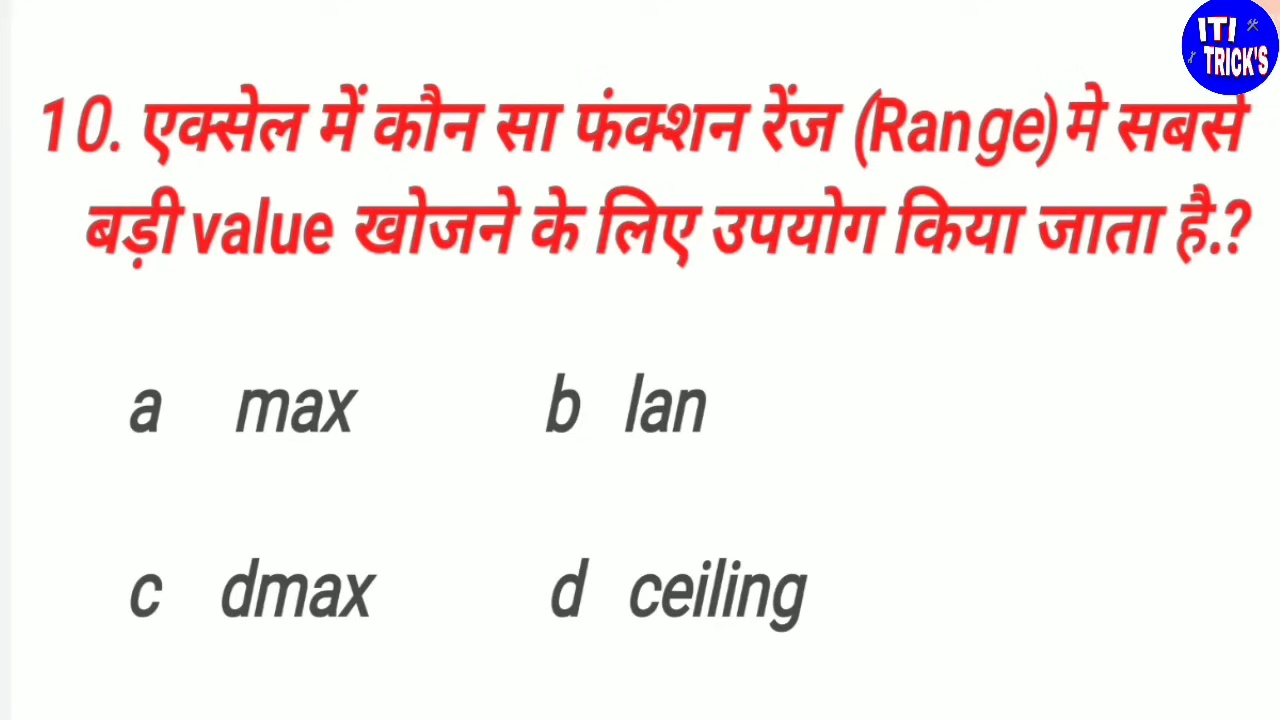 ITI
TRICK'S
10. एक्सेल में कौन सा फंक्शन रेंज (Range) मे सबसे
बड़ी value खोजने के लिए उपयोग किया जाता है.?
a max b lan
c dmax d ceiling